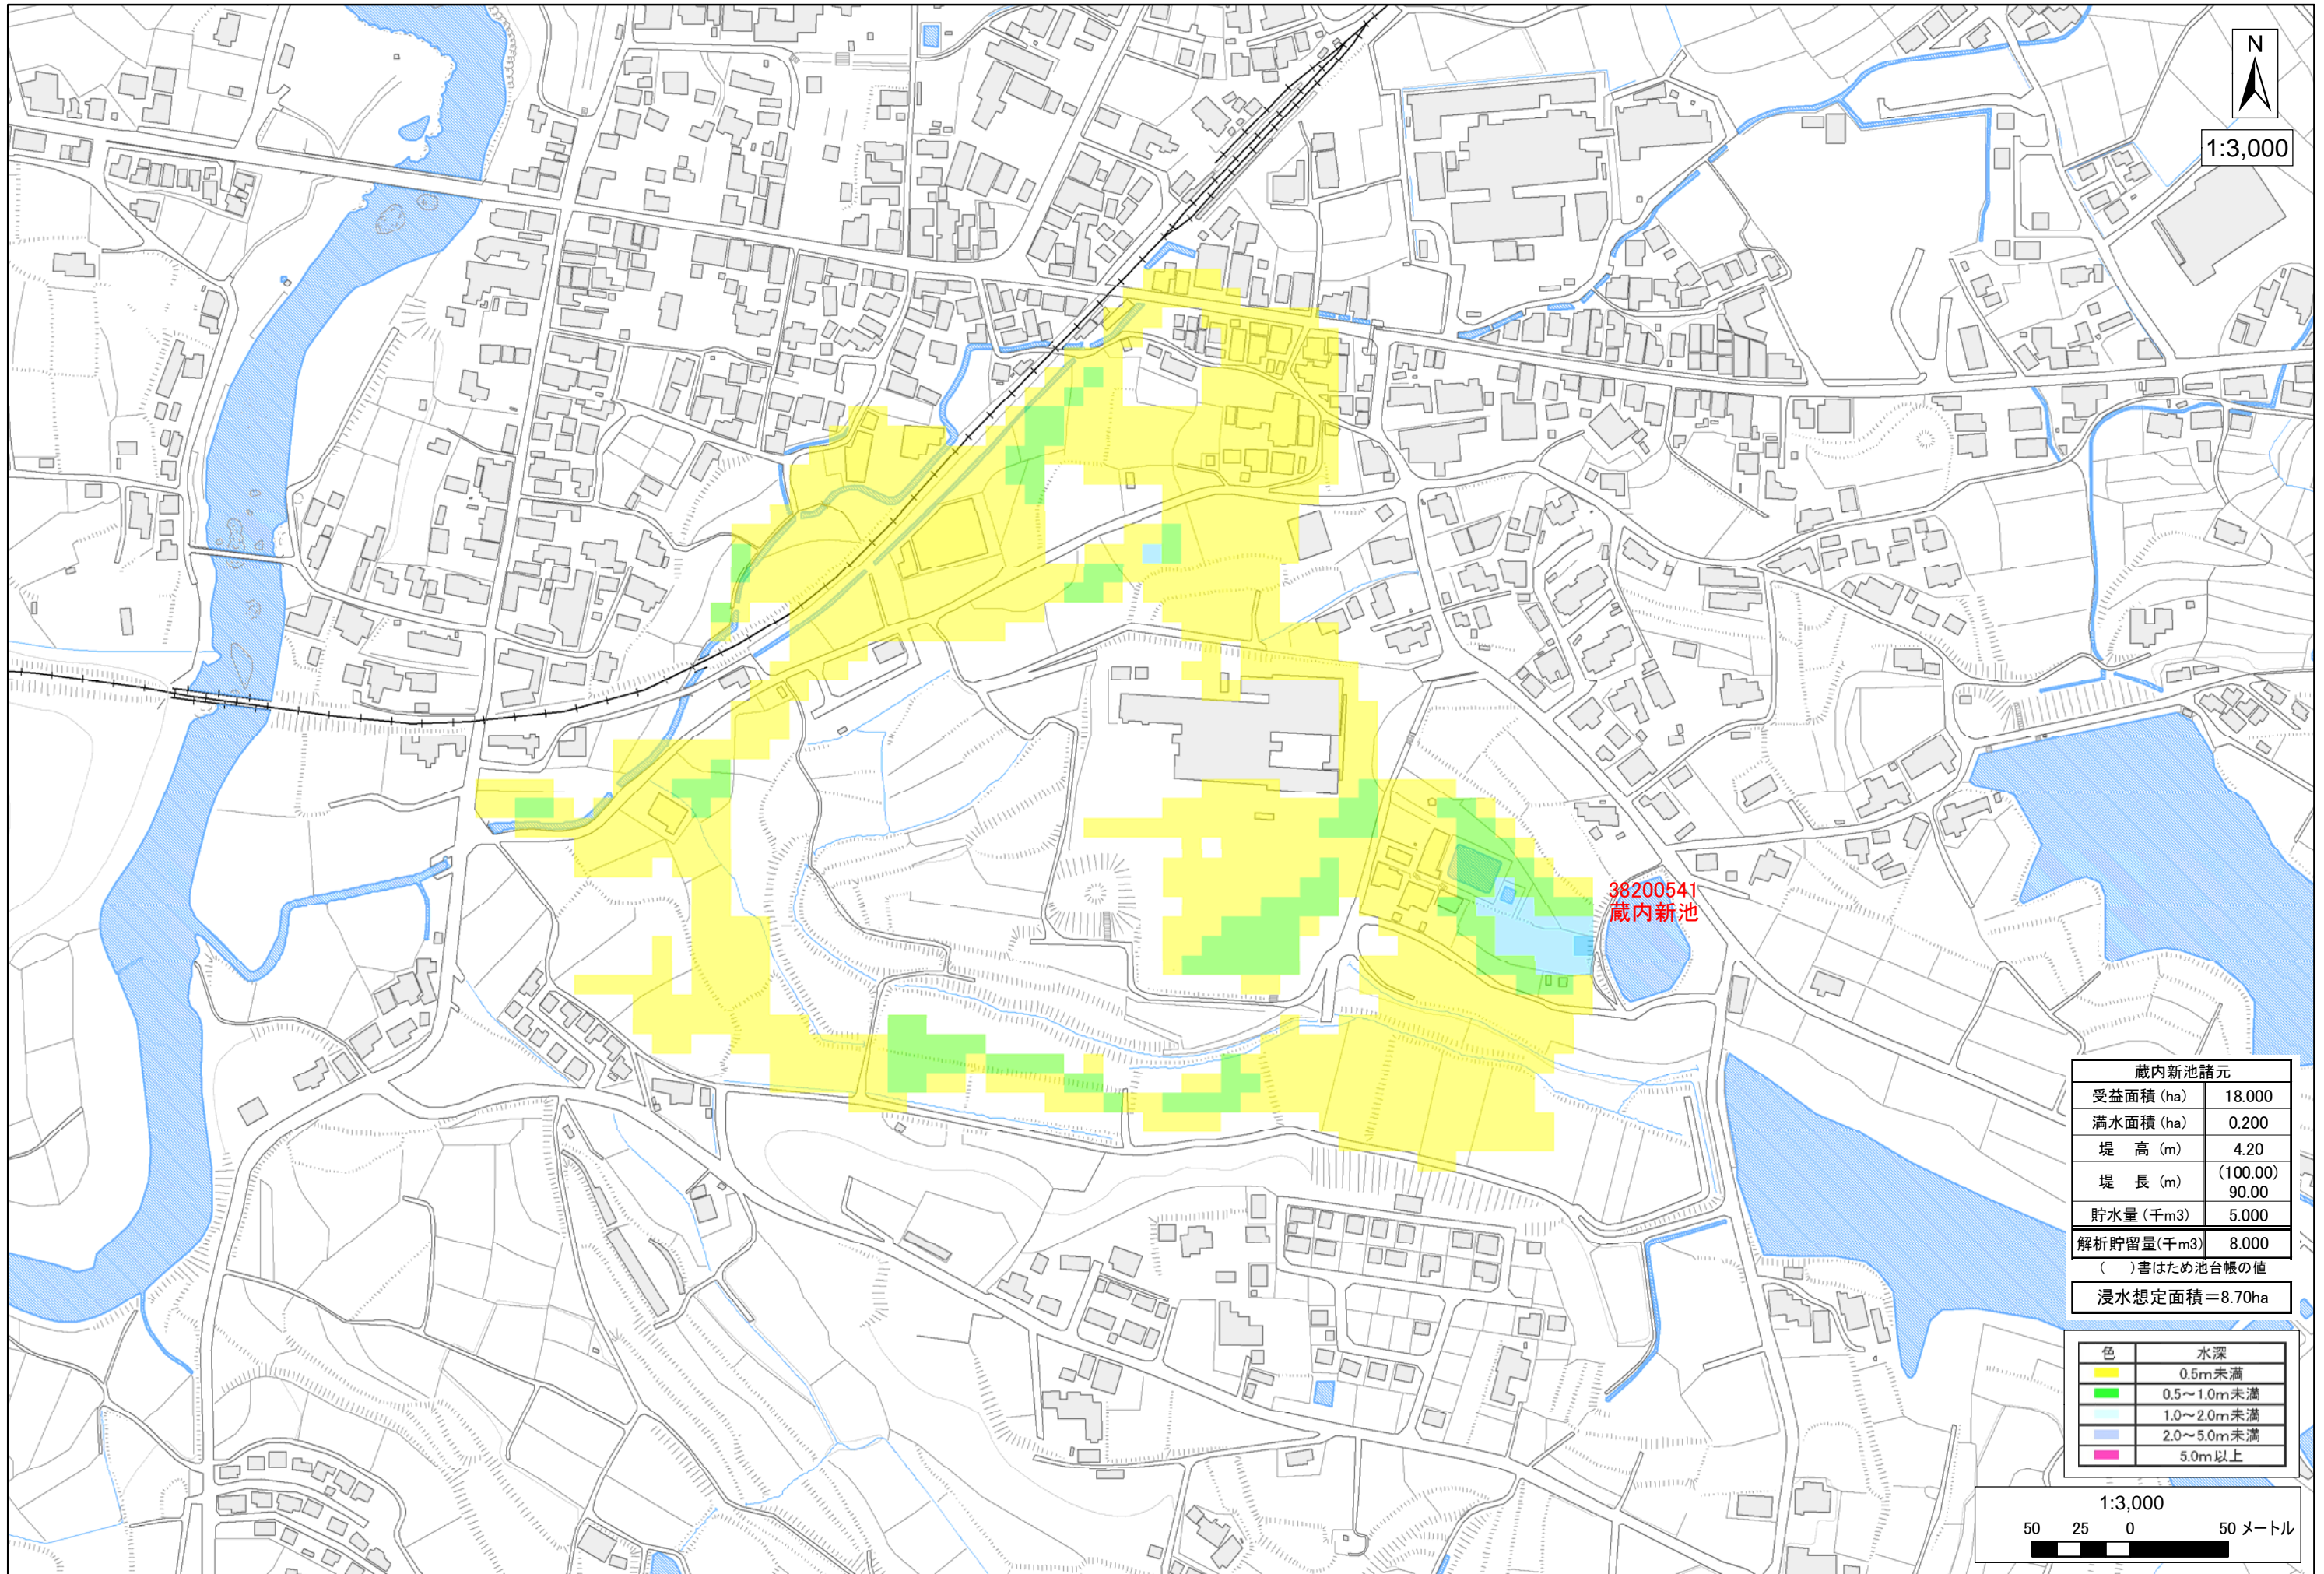 N
1:3,000
38200541
蔵内新池
蔵内新池諸元
受益面積(ha) 18.000
満水面積(ha) 0.200
堤 高 (m) 4.20
堤 長 (m) (100.00) 90.00
貯水量(千m3) 5.000
解析貯留量(千m3) 8.000
( )書はため池台帳の値
浸水想定面積=8.70ha
色 水深
0.5m未満
0.5~1.0m未満
1.0~2.0m未満
2.0~5.0m未満
5.0m以上
1:3,000
50 25 0 50 メートル